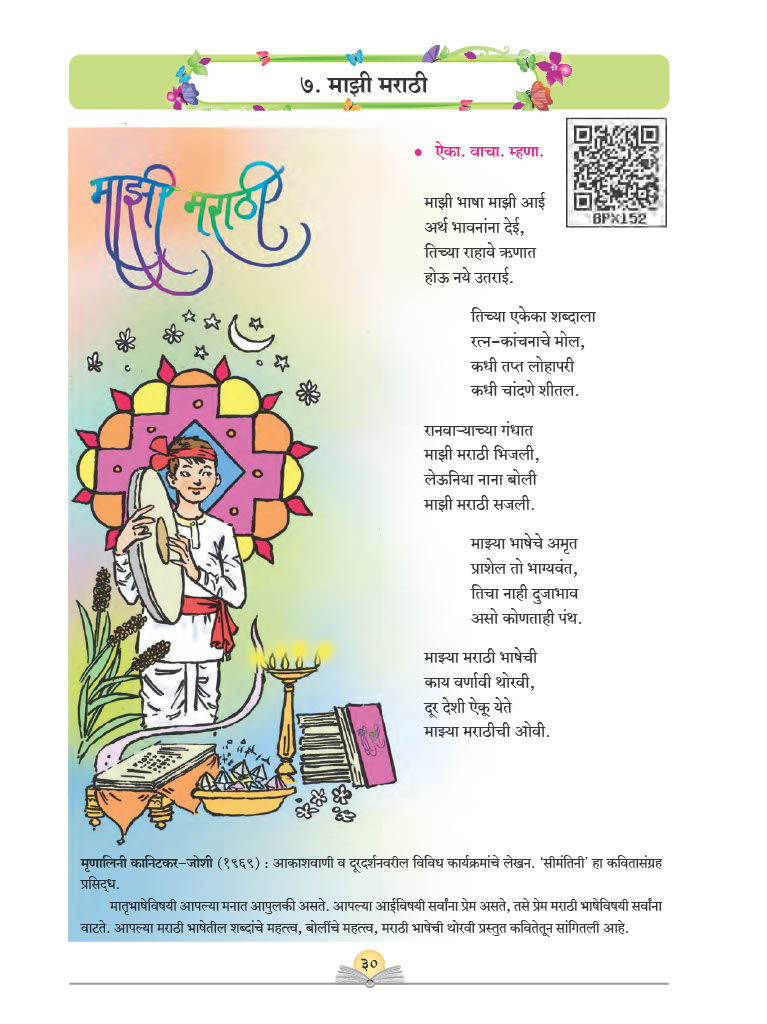 ७. माझी मराठी
माझी मराठी
• ऐका. वाचा. म्हणा.
BPX152
माझी भाषा माझी आई
अर्थ भावनांना देई,
तिच्या राहावे ऋणात
होऊ नये उतराई.
तिच्या एकेका शब्दाला
रत्न-कांचनाचे मोल,
कधी तप्त लोहापरी
कधी चांदणे शीतल.
रानवाऱ्याच्या गंधात
माझी मराठी भिजली,
लेऊनिया नाना बोली
माझी मराठी सजली.
माझ्या भाषेचे अमृत
प्राशेल तो भाग्यवंत,
तिचा नाही दुजाभाव
असो कोणताही पंथ.
माझ्या मराठी भाषेची
काय वर्णावी थोरवी,
दूर देशी ऐकू येते
माझ्या मराठीची ओवी.
मृणालिनी कानिटकर-जोशी (१९६९) : आकाशवाणी व दूरदर्शनवरील विविध कार्यक्रमांचे लेखन. ‘सीमंतिनी’ हा कवितासंग्रह
प्रसिद्ध.
मातृभाषेविषयी आपल्या मनात आपुलकी असते. आपल्या आईविषयी सर्वांना प्रेम असते, तसे प्रेम मराठी भाषेविषयी सर्वांना
वाटते. आपल्या मराठी भाषेतील शब्दांचे महत्त्व, बोलींचे महत्त्व, मराठी भाषेची थोरवी प्रस्तुत कवितेतून सांगितली आहे.
३०